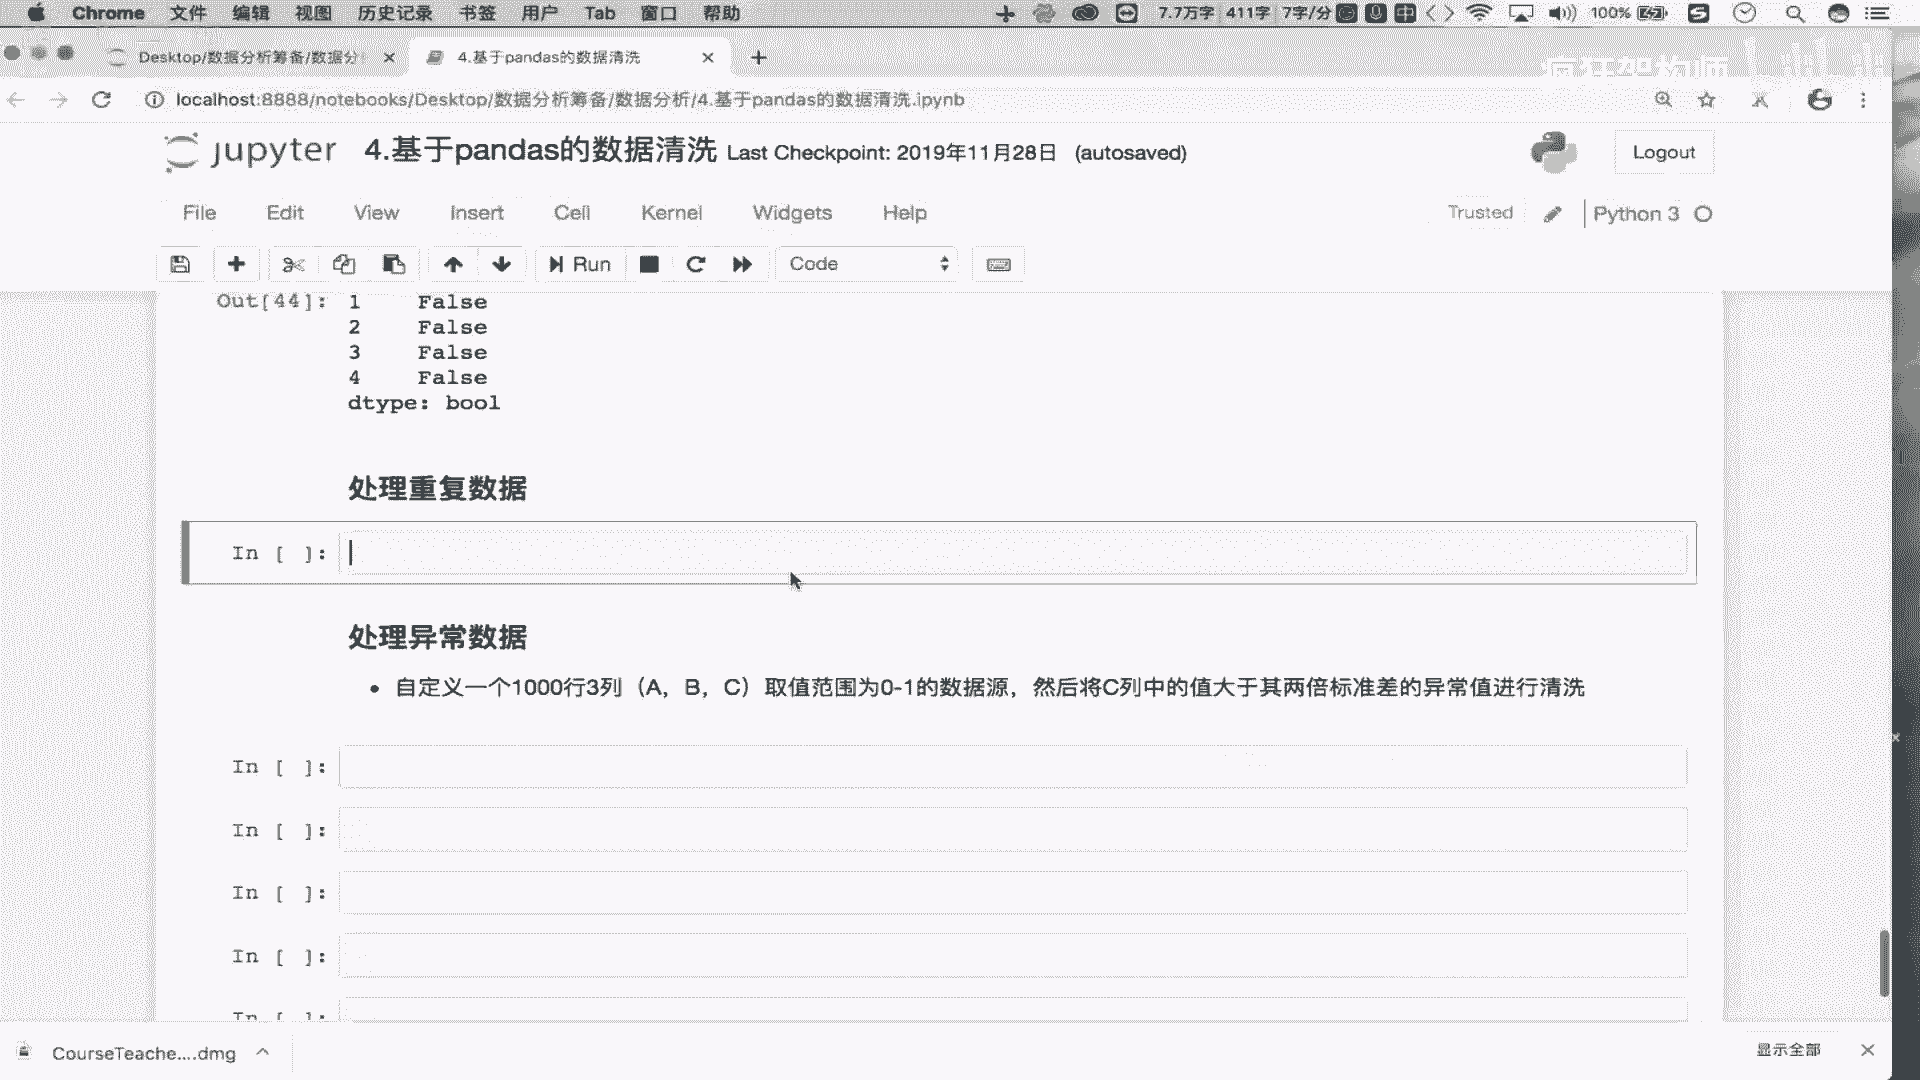 Chrome 文件 编辑 视图 历史记录 书签 用户 Tab 窗口 帮助 7.7万字 411字 7字/分 中 100%
Desktop/数据分析筹备/数据分 4.基于pandas的数据清洗
疯狂架构师
localhost:8888/notebooks/Desktop/数据分析筹备/数据分析/4.基于pandas的数据清洗.ipynb
jupyter 4.基于pandas的数据清洗 Last Checkpoint: 2019年11月28日 (autosaved) Logout
File Edit View Insert Cell Kernel Widgets Help Trusted Python 3
Run Code
Out[44]: 1 False
2 False
3 False
4 False
dtype: bool
处理重复数据
In [ ]:
处理异常数据
自定义一个1000行3列（A，B，C）取值范围为0-1的数据源，然后将C列中的值大于其两倍标准差的异常值进行清洗
In [ ]:
In [ ]:
In [ ]:
In [ ]:
In [ ]:
CourseTeache....dmg 显示全部